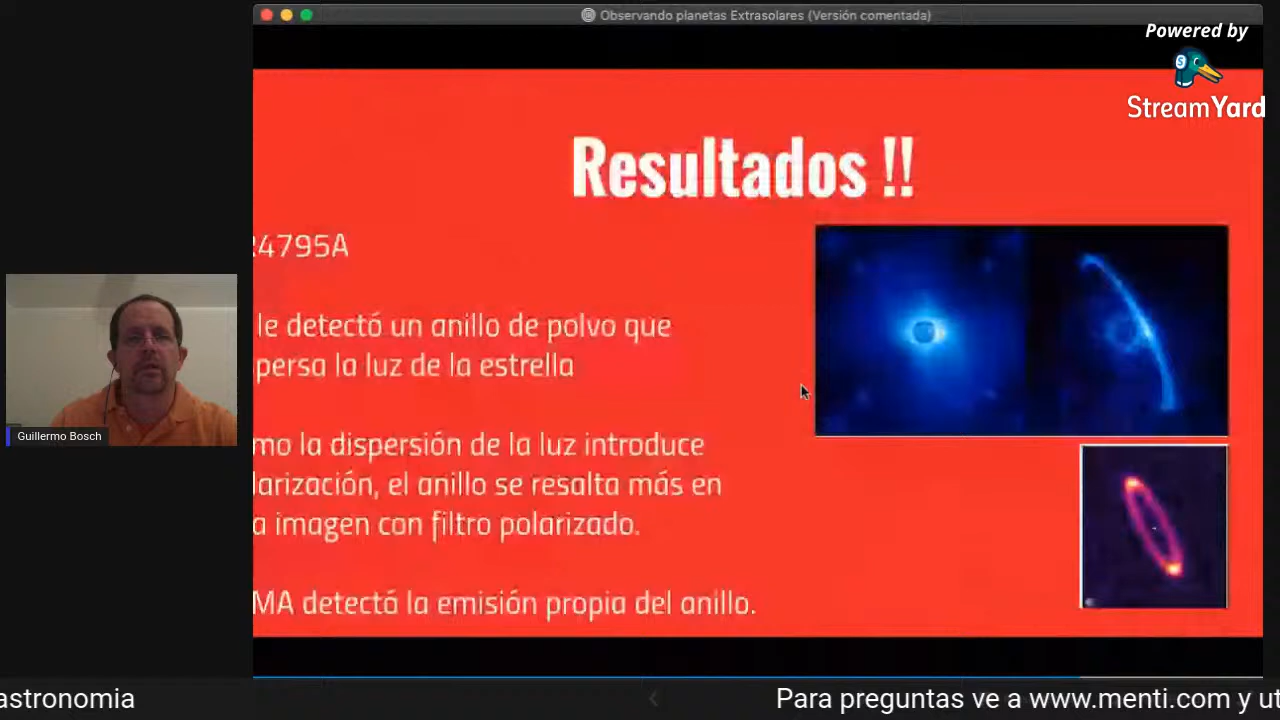 Observando planetas Extrasolares (Versión comentada)
Powered by
StreamYard
Resultados !!
R4795A
le detectó un anillo de polvo que
persa la luz de la estrella
mo la dispersión de la luz introduce
larización, el anillo se resalta más en
a imagen con filtro polarizado.
MA detectó la emisión propia del anillo.
Guillermo Bosch
astronomia
Para preguntas ve a www.menti.com y ut